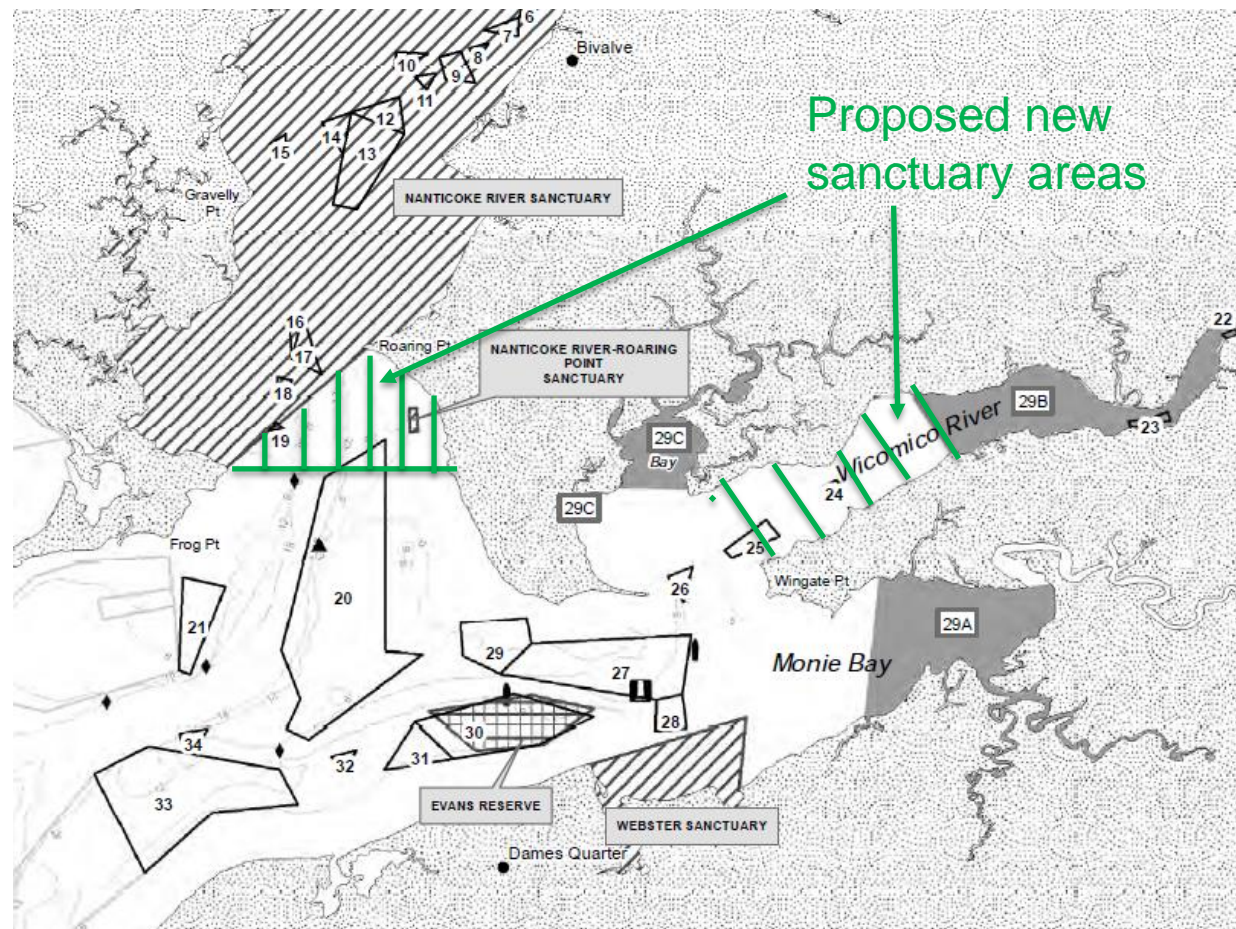 6
7
Bivalve
8
10
9
11
Proposed new
sanctuary areas
12
14
13
15
Gravelly
Pt
NANTICOKE RIVER SANCTUARY
16
17
Roaring Pt
NANTICOKE RIVER-ROARING
POINT
SANCTUARY
18
19
22
29B
23
Wicomico River
29C
Bay
24
29C
25
Frog Pt
26
Wingate Pt
20
21
29A
29
27
Monie Bay
28
30
34
31
32
33
EVANS RESERVE
WEBSTER SANCTUARY
Dames Quarter